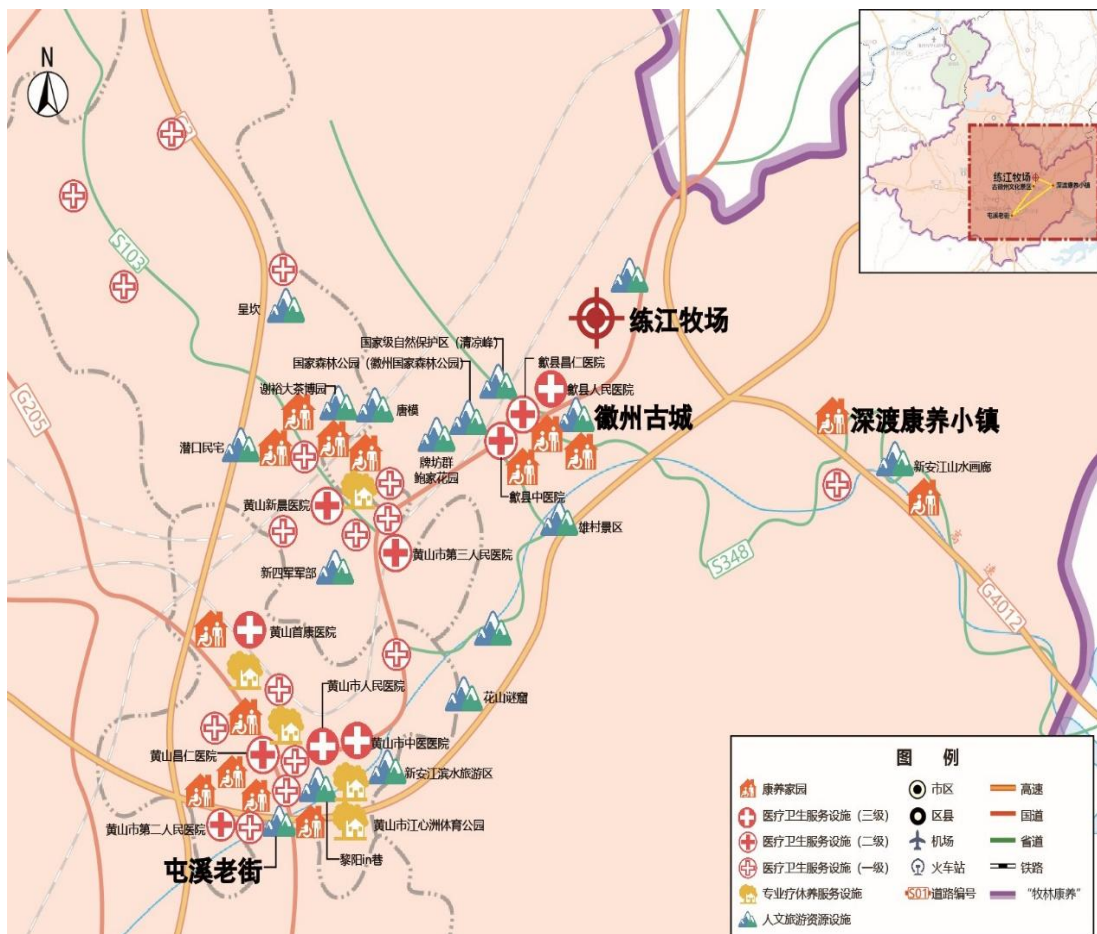 N
练江牧场
古徽州文化景区
深渡康养小镇
屯溪老街
S103
G205
呈坎
练江牧场
国家级自然保护区（清凉峰）
国家森林公园（徽州国家森林公园）
歙县昌仁医院
歙县人民医院
谢裕大茶博园
唐模
徽州古城
深渡康养小镇
潜口民宅
牌坊群
鲍家花园
新安江山水画廊
歙县中医院
黄山新晨医院
雄村景区
黄山市第三人民医院
S348
高
速
G4012
新四军军部
黄山首康医院
黄山市人民医院
花山谜窟
黄山市中医医院
黄山昌仁医院
新安江滨水旅游区
黄山市第二人民医院
黄山市江心洲体育公园
屯溪老街
黎阳in巷
图 例
康养家园
市区
高速
医疗卫生服务设施（三级）
区县
国道
医疗卫生服务设施（二级）
机场
省道
医疗卫生服务设施（一级）
火车站
铁路
专业疗休养服务设施
S01 道路编号
“牧林康养”
人文旅游资源设施